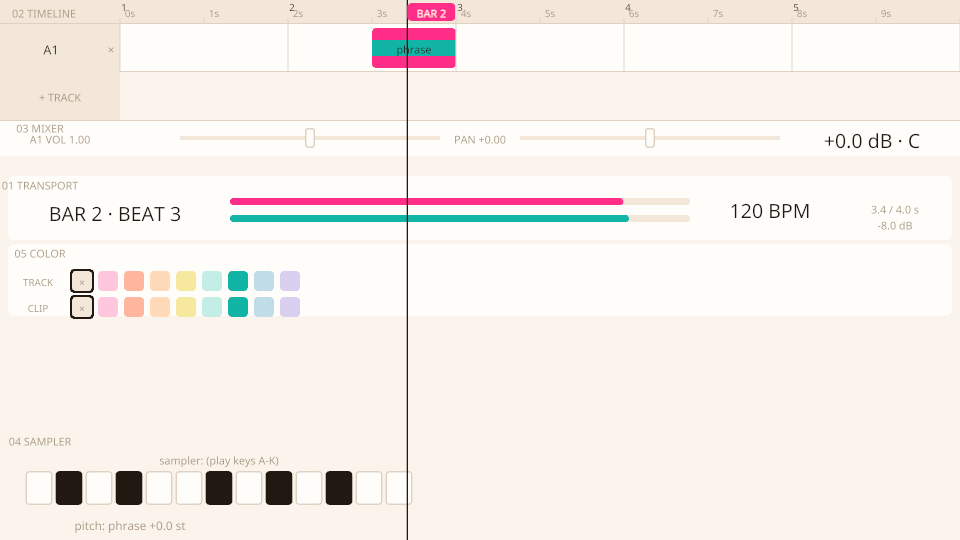 02 TIMELINE
1 2 BAR 2 3 4 5
0s 1s 2s 3s 4s 5s 6s 7s 8s 9s
A1 × phrase
+ TRACK
03 MIXER
A1 VOL 1.00 PAN +0.00 +0.0 dB · C
01 TRANSPORT
BAR 2 · BEAT 3 120 BPM 3.4 / 4.0 s
-8.0 dB
05 COLOR
TRACK ×
CLIP ×
04 SAMPLER
sampler: (play keys A-K)
pitch: phrase +0.0 st